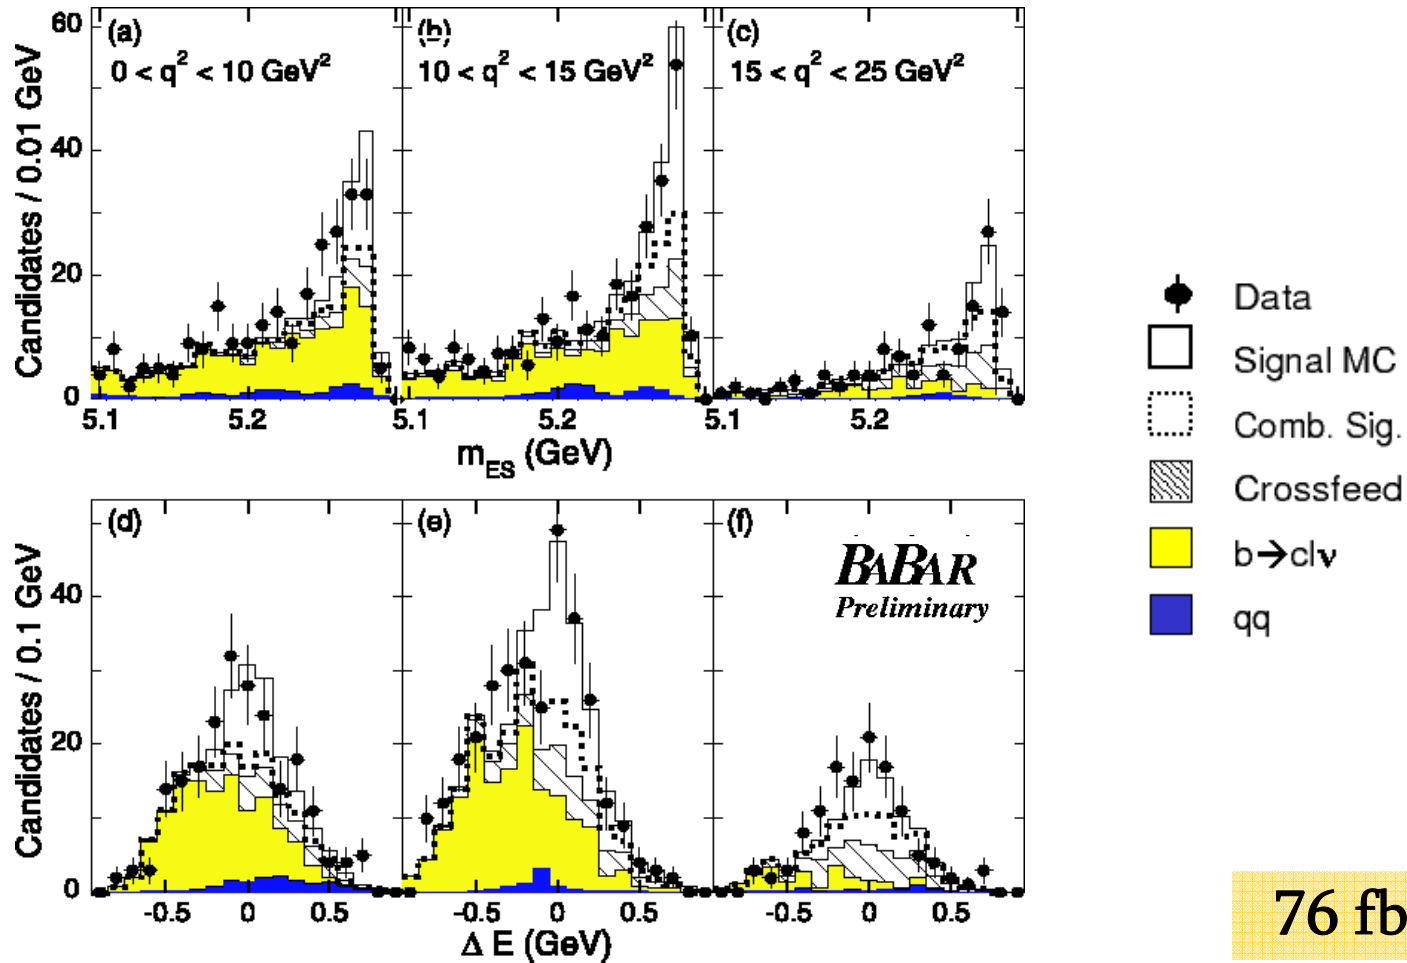 (a) (b) (c)
0 < q² < 10 GeV² 10 < q² < 15 GeV² 15 < q² < 25 GeV²
Candidates / 0.01 GeV
60
40
20
0
5.1 5.2 5.1 5.2 5.1 5.2
m_ES (GeV)
(d) (e) (f)
BABAR
Preliminary
Candidates / 0.1 GeV
40
20
0
-0.5 0 0.5 -0.5 0 0.5 -0.5 0 0.5
Δ E (GeV)
Data
Signal MC
Comb. Sig.
Crossfeed
b→clν
qq
76 fb